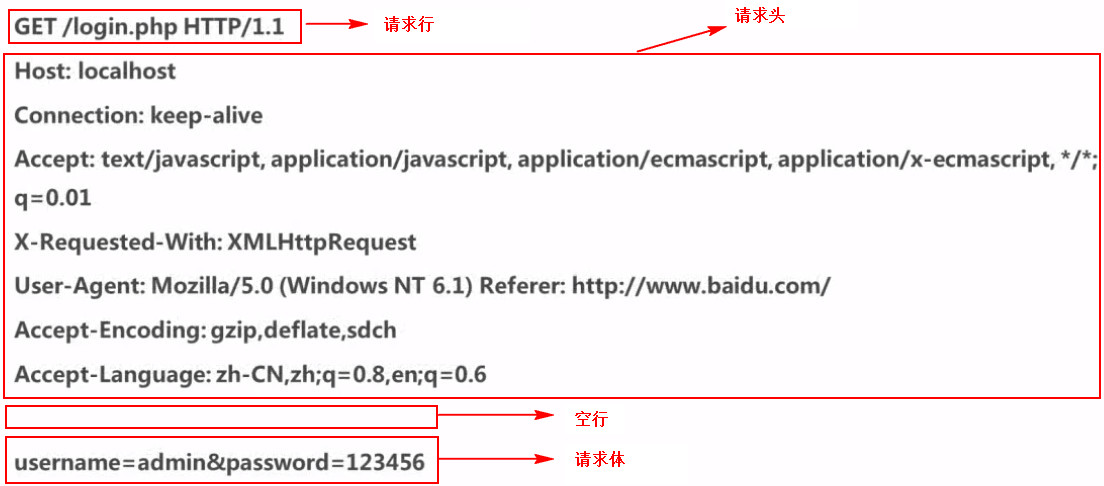 GET /login.php HTTP/1.1
请求行
请求头
Host: localhost
Connection: keep-alive
Accept: text/javascript, application/javascript, application/ecmascript, application/x-ecmascript, */*;
q=0.01
X-Requested-With: XMLHttpRequest
User-Agent: Mozilla/5.0 (Windows NT 6.1) Referer: http://www.baidu.com/
Accept-Encoding: gzip,deflate,sdch
Accept-Language: zh-CN,zh;q=0.8,en;q=0.6
空行
username=admin&password=123456
请求体